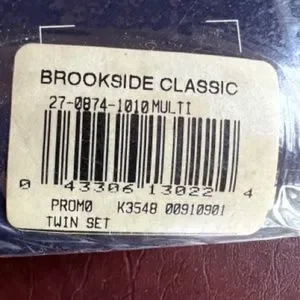 BROOKSIDE CLASSIC
27-0874-1010 MULTI
0 43306 13022 4
PROMO K3548 00910901
TWIN SET